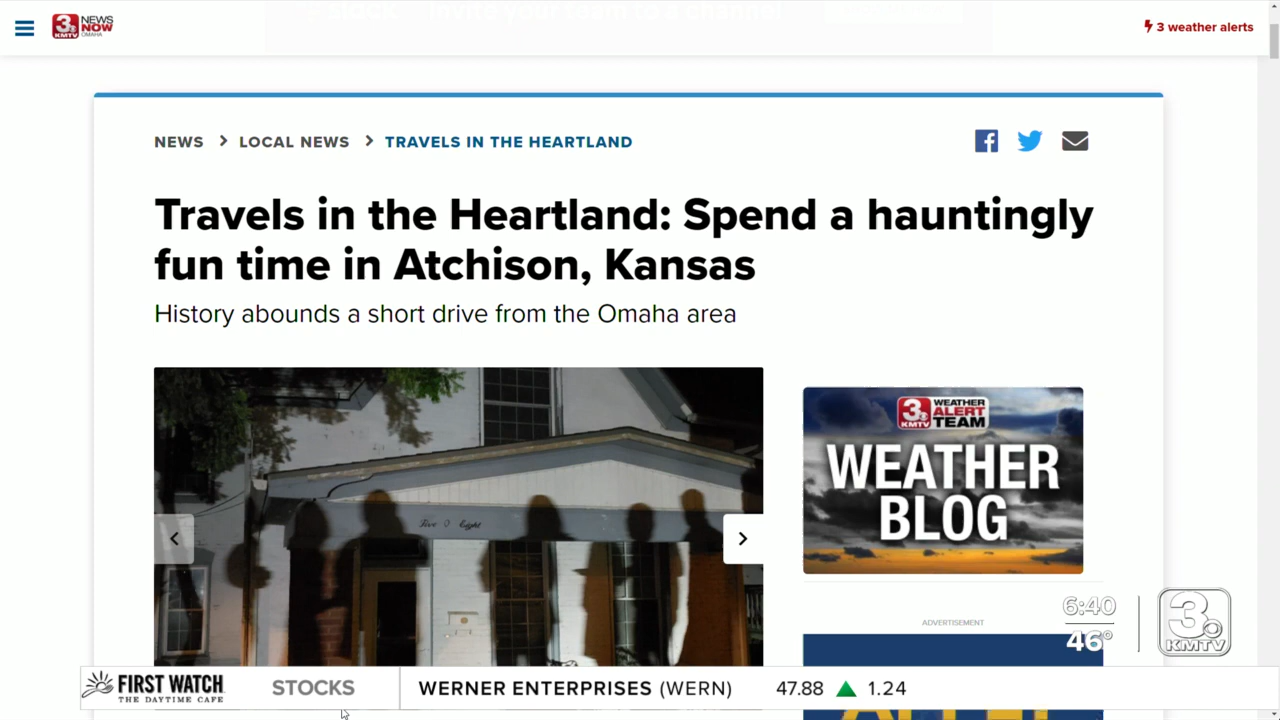 3 KMTV NEWS NOW OMAHA
3 weather alerts
NEWS > LOCAL NEWS > TRAVELS IN THE HEARTLAND
Travels in the Heartland: Spend a hauntingly
fun time in Atchison, Kansas
History abounds a short drive from the Omaha area
Five 0 Eight
3 KMTV WEATHER ALERT TEAM
WEATHER
BLOG
ADVERTISEMENT
6:40
46°
3 KMTV
FIRST WATCH
THE DAYTIME CAFE
STOCKS
WERNER ENTERPRISES (WERN) 47.88 ▲ 1.24